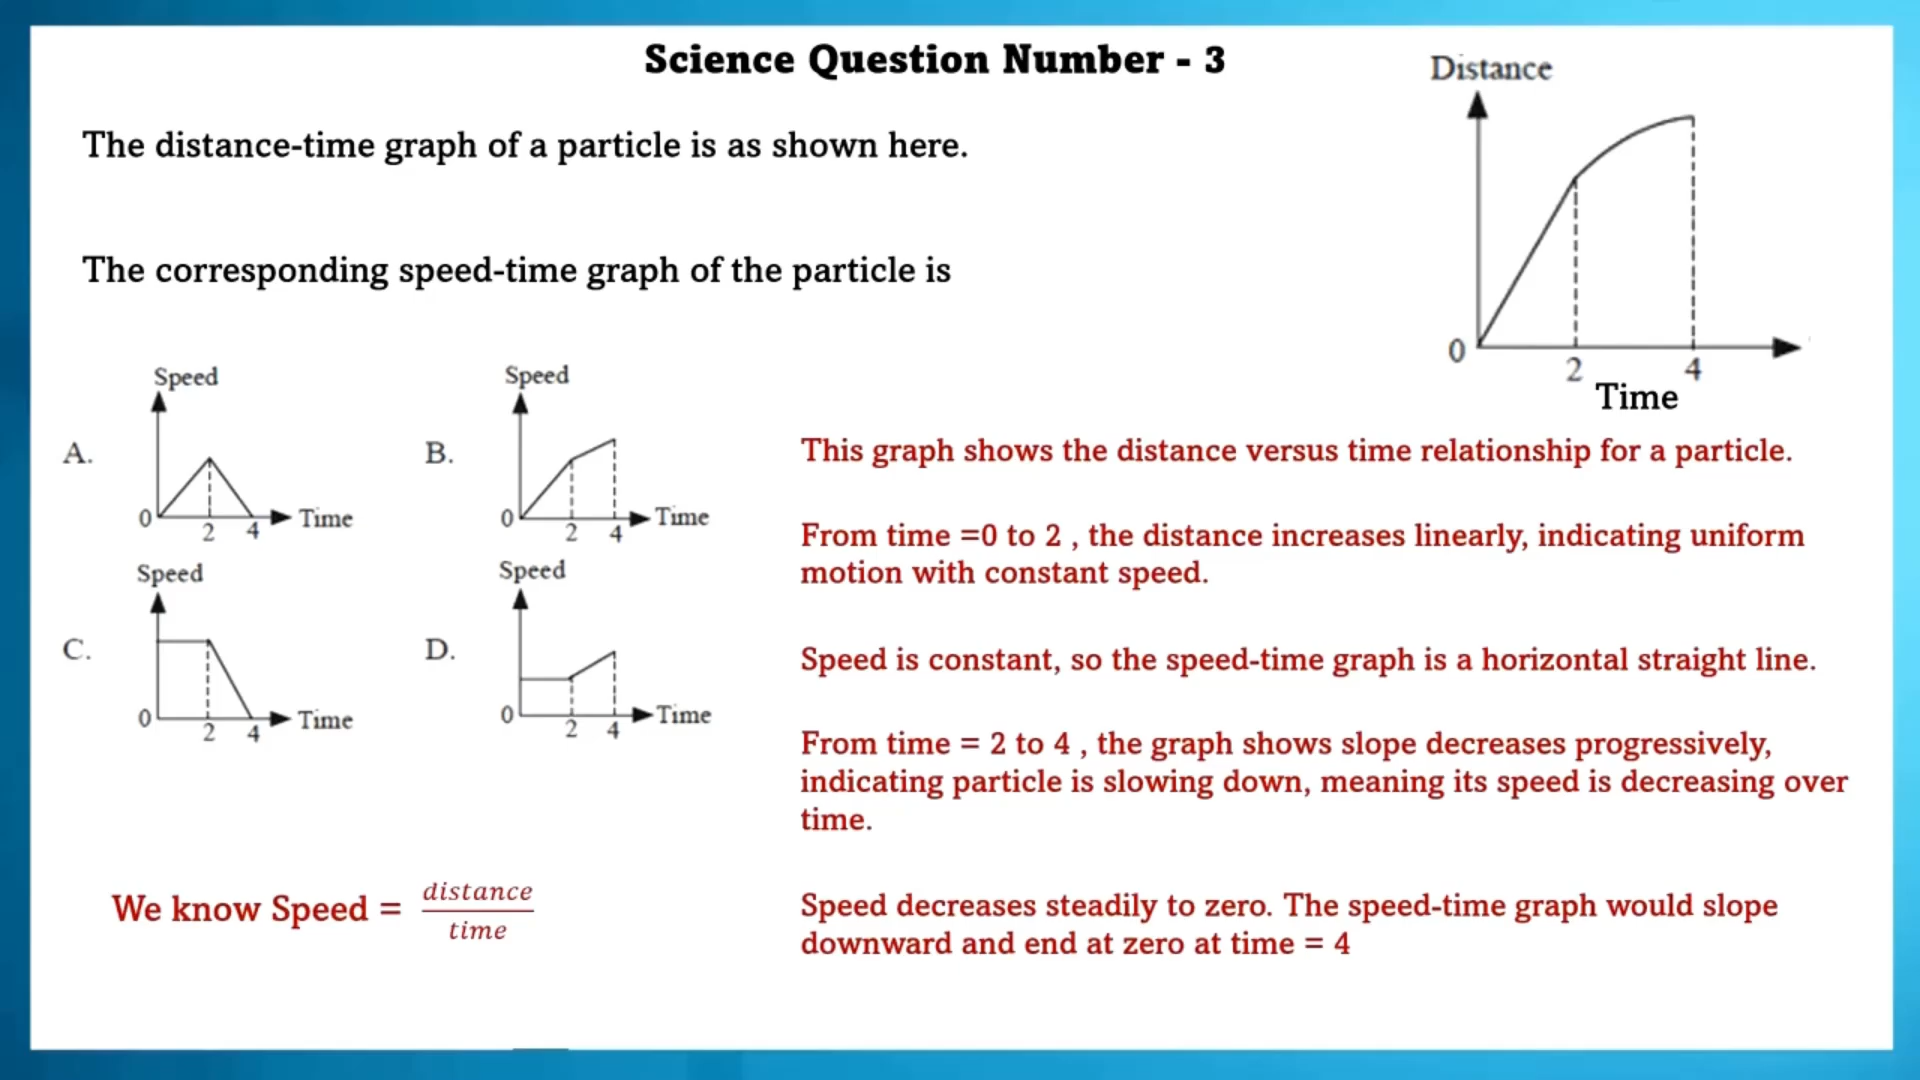 Science Question Number - 3
Distance
The distance-time graph of a particle is as shown here.
The corresponding speed-time graph of the particle is
0
2
4
Time
Speed
A.
0
2
4
Time
Speed
B.
0
2
4
Time
Speed
C.
0
2
4
Time
Speed
D.
0
2
4
Time
This graph shows the distance versus time relationship for a particle.
From time =0 to 2 , the distance increases linearly, indicating uniform
motion with constant speed.
Speed is constant, so the speed-time graph is a horizontal straight line.
From time = 2 to 4 , the graph shows slope decreases progressively,
indicating particle is slowing down, meaning its speed is decreasing over
time.
We know Speed = distance/time
Speed decreases steadily to zero. The speed-time graph would slope
downward and end at zero at time = 4